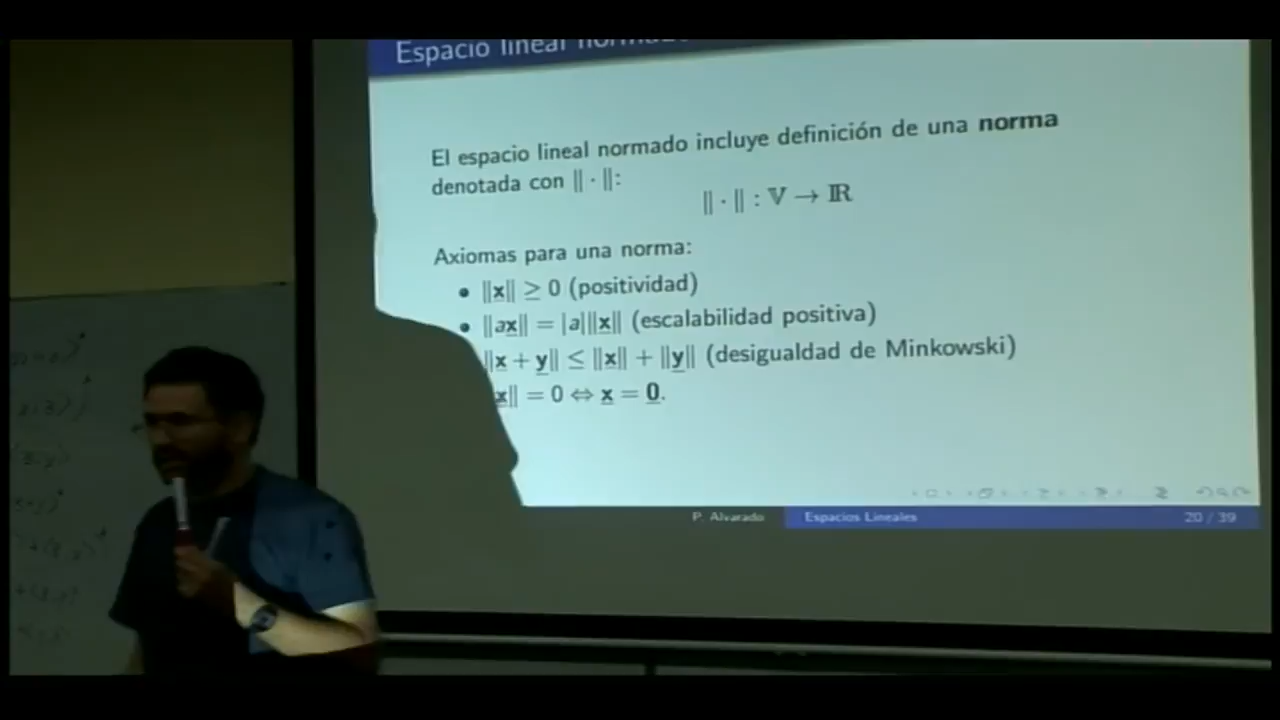 Espacio lineal normado
El espacio lineal normado incluye definición de una norma
denotada con ‖ · ‖:
‖ · ‖ : 𝕍 → ℝ
Axiomas para una norma:
• ‖x̲‖ ≥ 0 (positividad)
• ‖ax̲‖ = |a|‖x̲‖ (escalabilidad positiva)
‖x̲ + y̲‖ ≤ ‖x̲‖ + ‖y̲‖ (desigualdad de Minkowski)
x̲‖ = 0 ⇔ x̲ = 0̲.
P. Alvarado Espacios Lineales 20 / 39